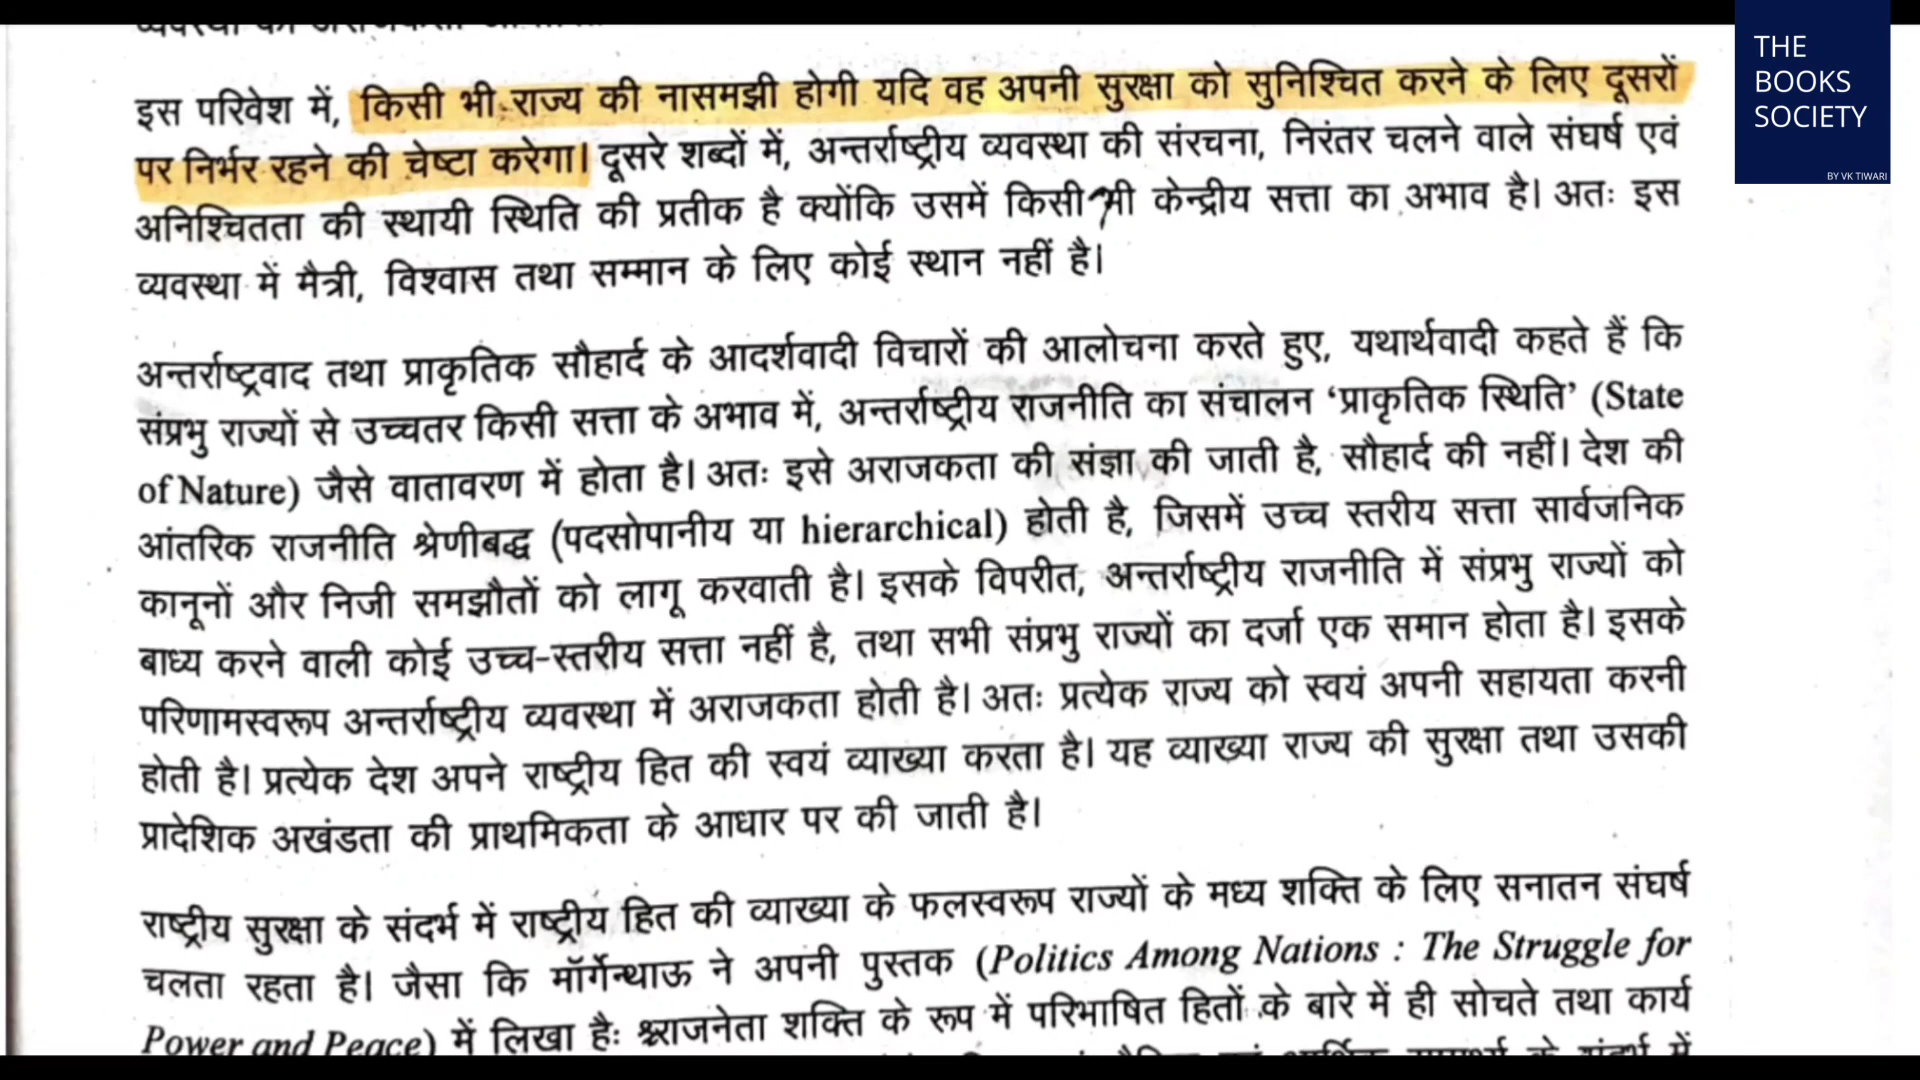 इस परिवेश में, किसी भी राज्य की नासमझी होगी यदि वह अपनी सुरक्षा को सुनिश्चित करने के लिए दूसरों
पर निर्भर रहने की चेष्टा करेगा। दूसरे शब्दों में, अन्तर्राष्ट्रीय व्यवस्था की संरचना, निरंतर चलने वाले संघर्ष एवं
अनिश्चितता की स्थायी स्थिति की प्रतीक है क्योंकि उसमें किसी भी केन्द्रीय सत्ता का अभाव है। अतः इस
व्यवस्था में मैत्री, विश्वास तथा सम्मान के लिए कोई स्थान नहीं है।
अन्तर्राष्ट्रवाद तथा प्राकृतिक सौहार्द के आदर्शवादी विचारों की आलोचना करते हुए, यथार्थवादी कहते हैं कि
संप्रभु राज्यों से उच्चतर किसी सत्ता के अभाव में, अन्तर्राष्ट्रीय राजनीति का संचालन ‘प्राकृतिक स्थिति’ (State
of Nature) जैसे वातावरण में होता है। अतः इसे अराजकता की संज्ञा की जाती है, सौहार्द की नहीं। देश की
आंतरिक राजनीति श्रेणीबद्ध (पदसोपानीय या hierarchical) होती है, जिसमें उच्च स्तरीय सत्ता सार्वजनिक
कानूनों और निजी समझौतों को लागू करवाती है। इसके विपरीत, अन्तर्राष्ट्रीय राजनीति में संप्रभु राज्यों को
बाध्य करने वाली कोई उच्च-स्तरीय सत्ता नहीं है, तथा सभी संप्रभु राज्यों का दर्जा एक समान होता है। इसके
परिणामस्वरूप अन्तर्राष्ट्रीय व्यवस्था में अराजकता होती है। अतः प्रत्येक राज्य को स्वयं अपनी सहायता करनी
होती है। प्रत्येक देश अपने राष्ट्रीय हित की स्वयं व्याख्या करता है। यह व्याख्या राज्य की सुरक्षा तथा उसकी
प्रादेशिक अखंडता की प्राथमिकता के आधार पर की जाती है।
राष्ट्रीय सुरक्षा के संदर्भ में राष्ट्रीय हित की व्याख्या के फलस्वरूप राज्यों के मध्य शक्ति के लिए सनातन संघर्ष
चलता रहता है। जैसा कि मॉर्गेन्थाऊ ने अपनी पुस्तक (Politics Among Nations : The Struggle for
Power and Peace) में लिखा हैः श्राजनेता शक्ति के रूप में परिभाषित हितों के बारे में ही सोचते तथा कार्य
THE
BOOKS
SOCIETY
BY VK TIWARI